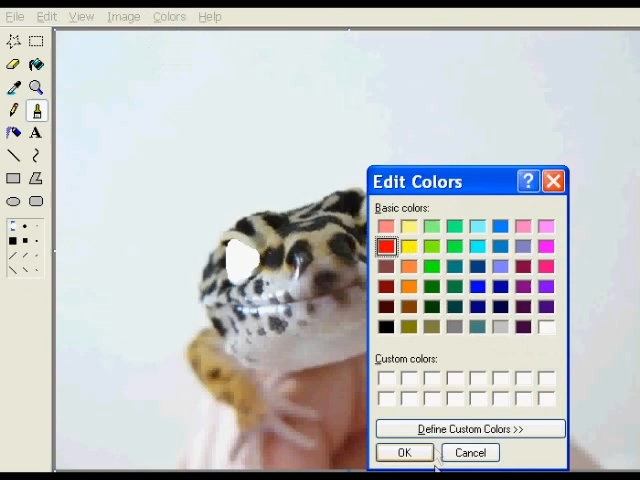 File Edit View Image Colors Help
A
Edit Colors ?
Basic colors:
Custom colors:
Define Custom Colors >>
OK Cancel